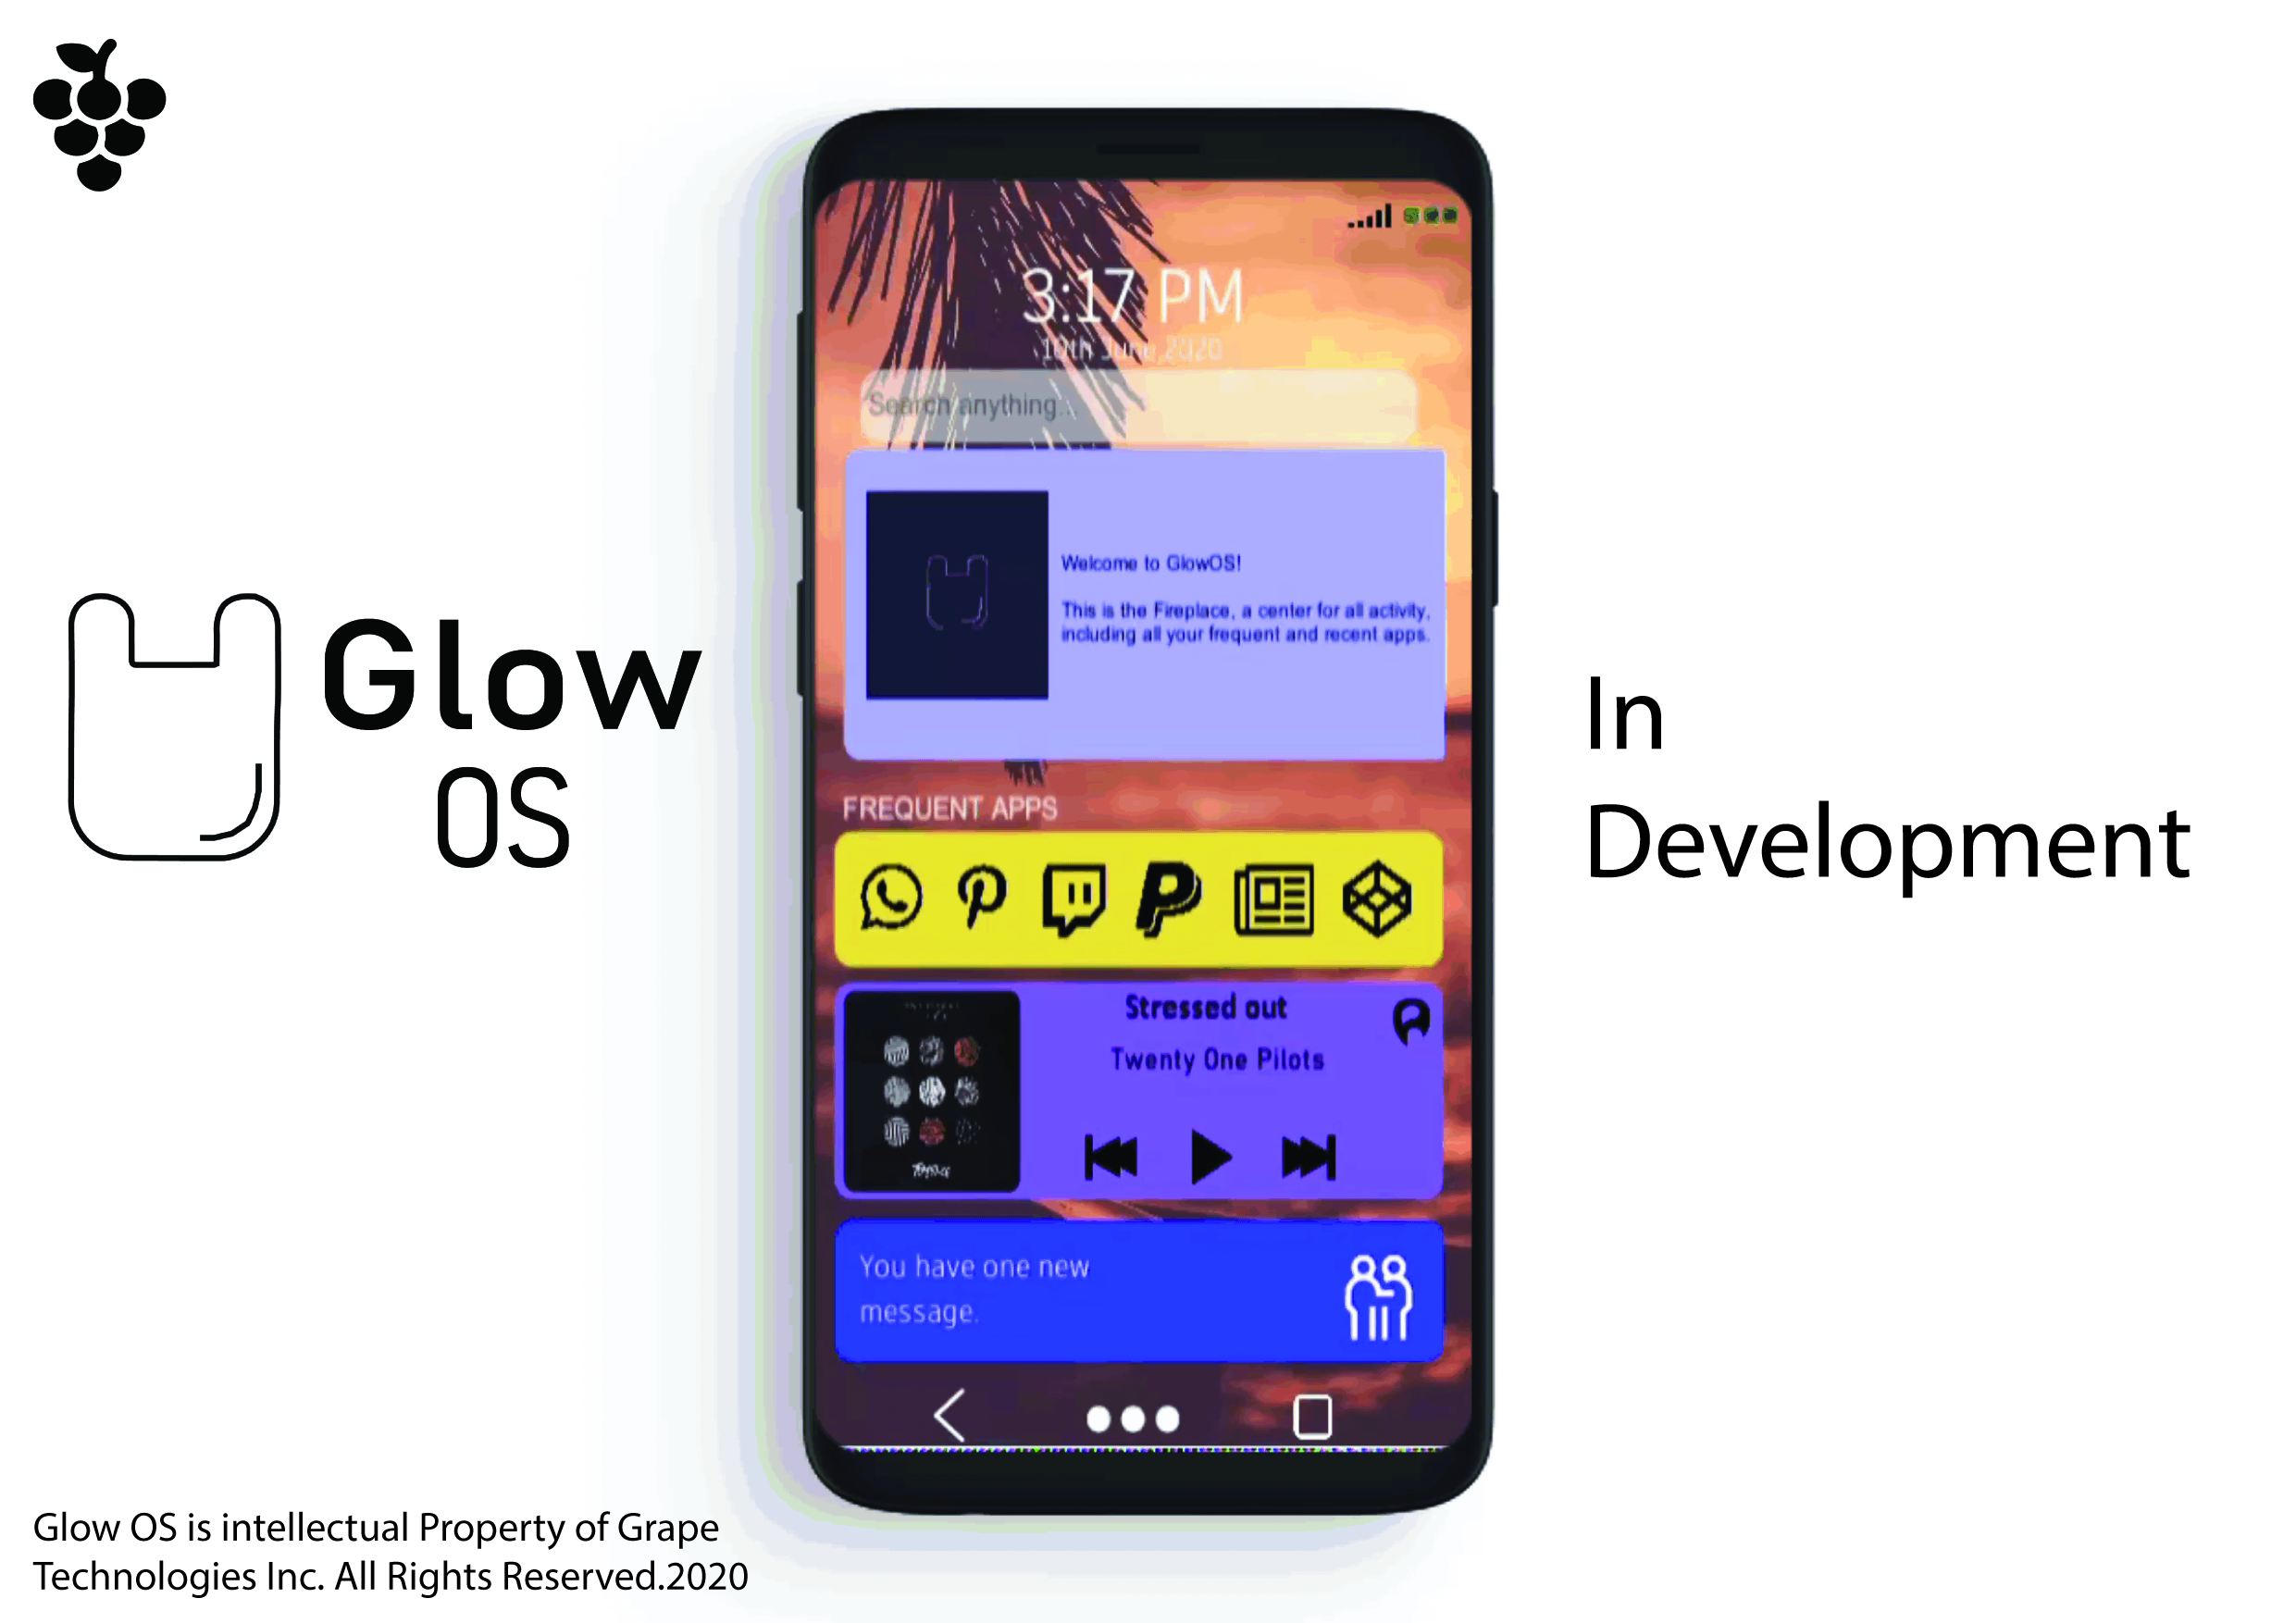 Glow
OS
3:17 PM
10th June,2020
Search anything...
Welcome to GlowOS!
This is the Fireplace, a center for all activity,
including all your frequent and recent apps.
FREQUENT APPS
Stressed out
Twenty One Pilots
You have one new
message.
In
Development
Glow OS is intellectual Property of Grape
Technologies Inc. All Rights Reserved.2020